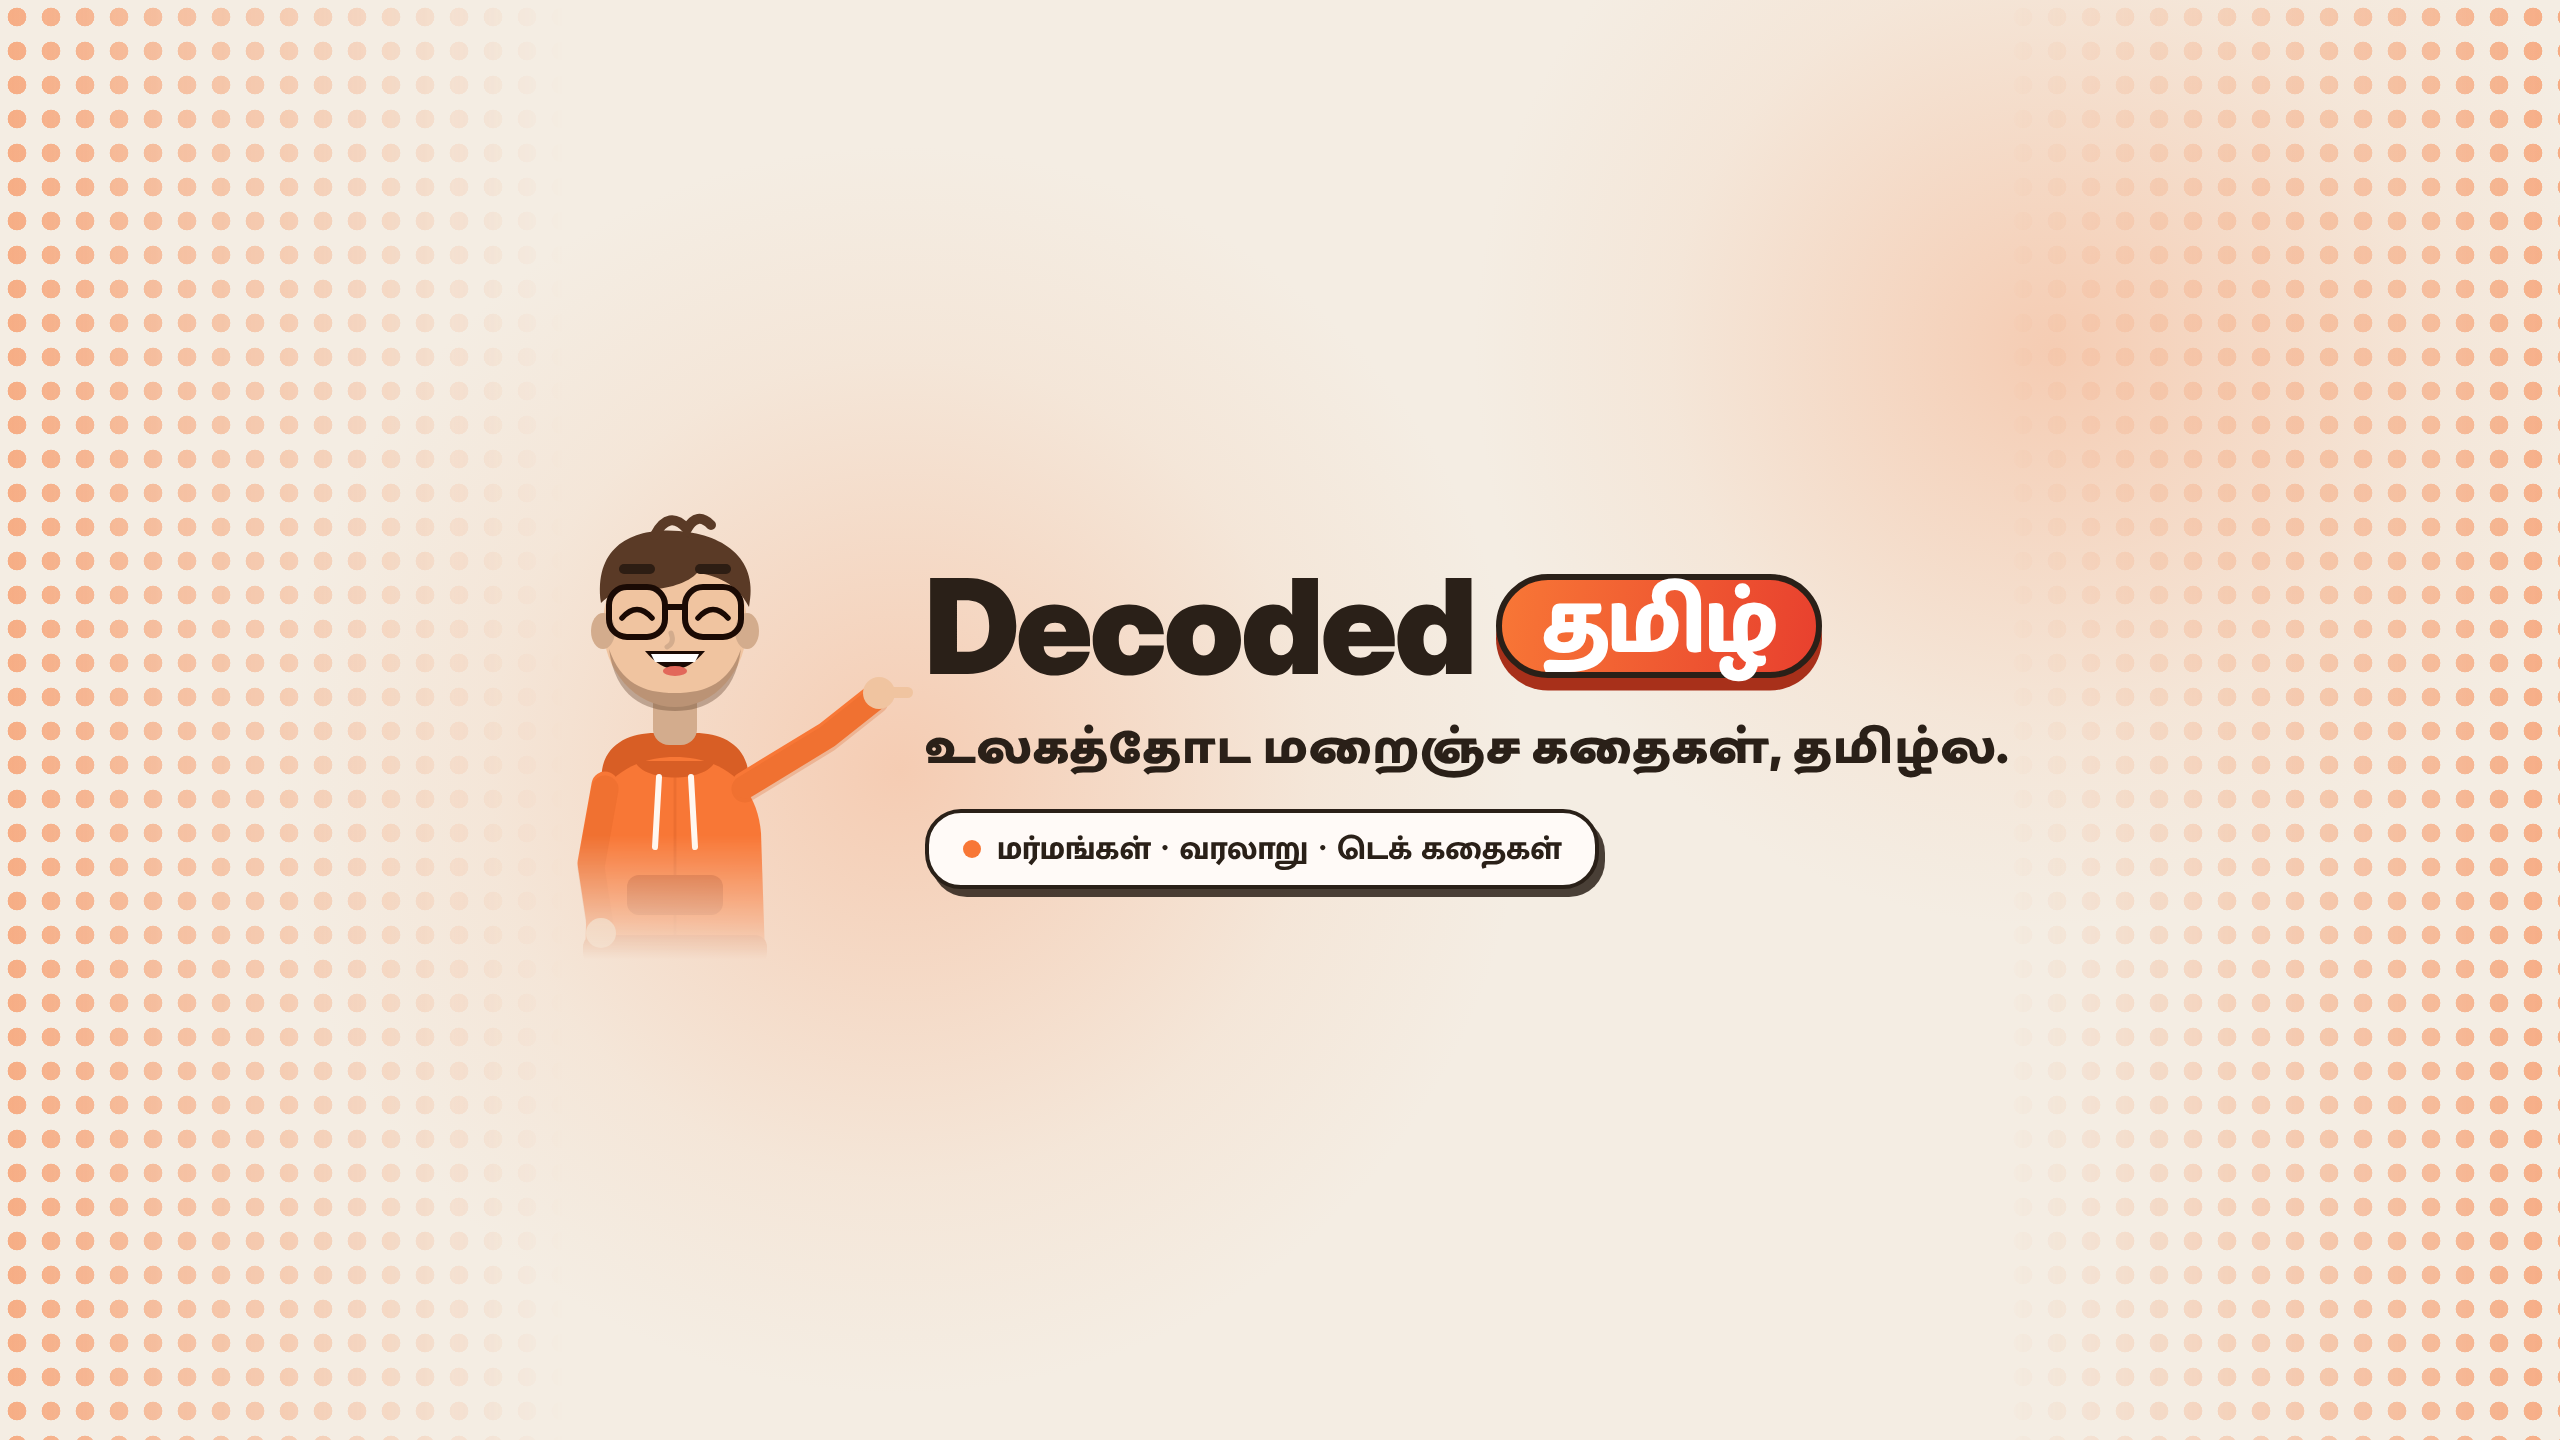 Decoded தமிழ்
உலகத்தோட மறைஞ்ச கதைகள், தமிழ்ல.
மர்மங்கள் · வரலாறு · டெக் கதைகள்